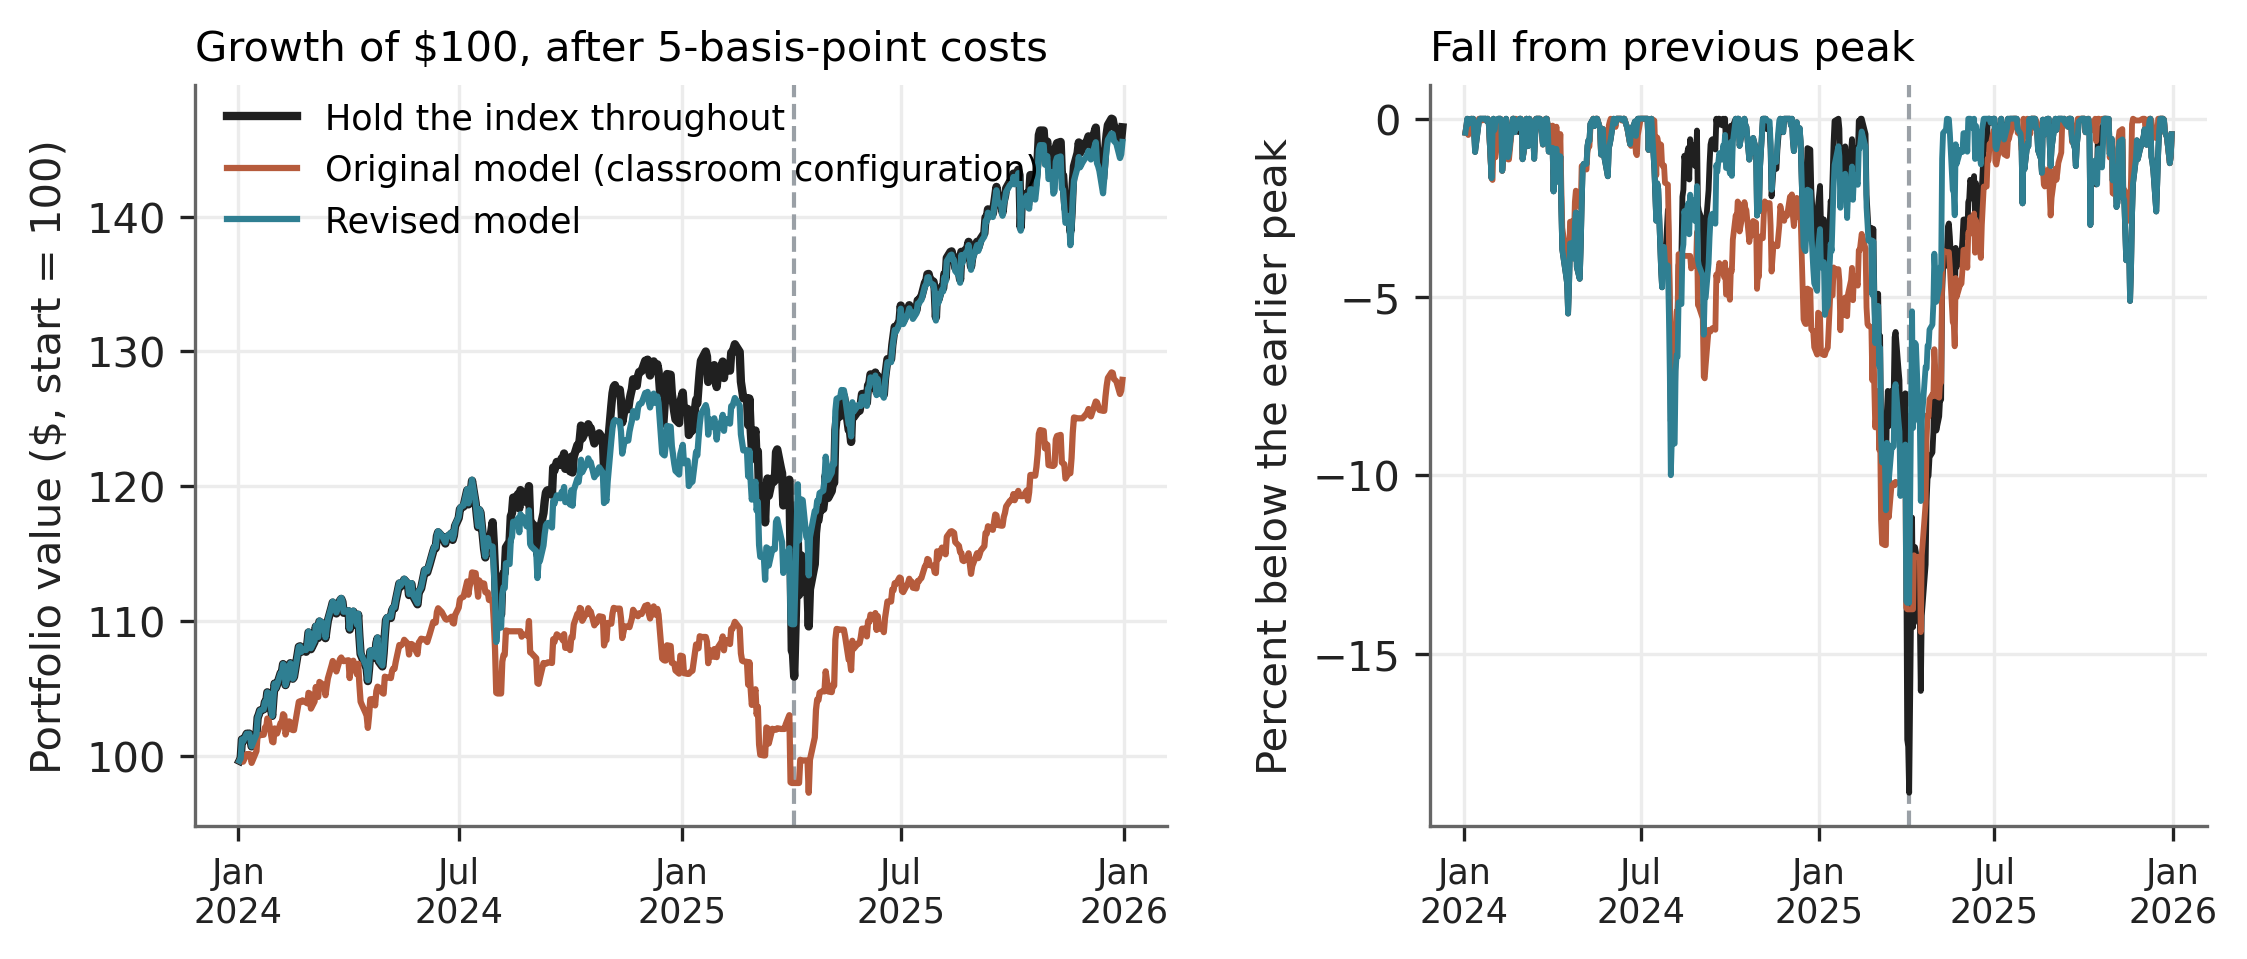 Growth of $100, after 5-basis-point costs
Portfolio value ($, start = 100)
140
130
120
110
100
Hold the index throughout
Original model (classroom configuration)
Revised model
Jan
2024
Jul
2024
Jan
2025
Jul
2025
Jan
2026
Fall from previous peak
Percent below the earlier peak
0
−5
−10
−15
Jan
2024
Jul
2024
Jan
2025
Jul
2025
Jan
2026